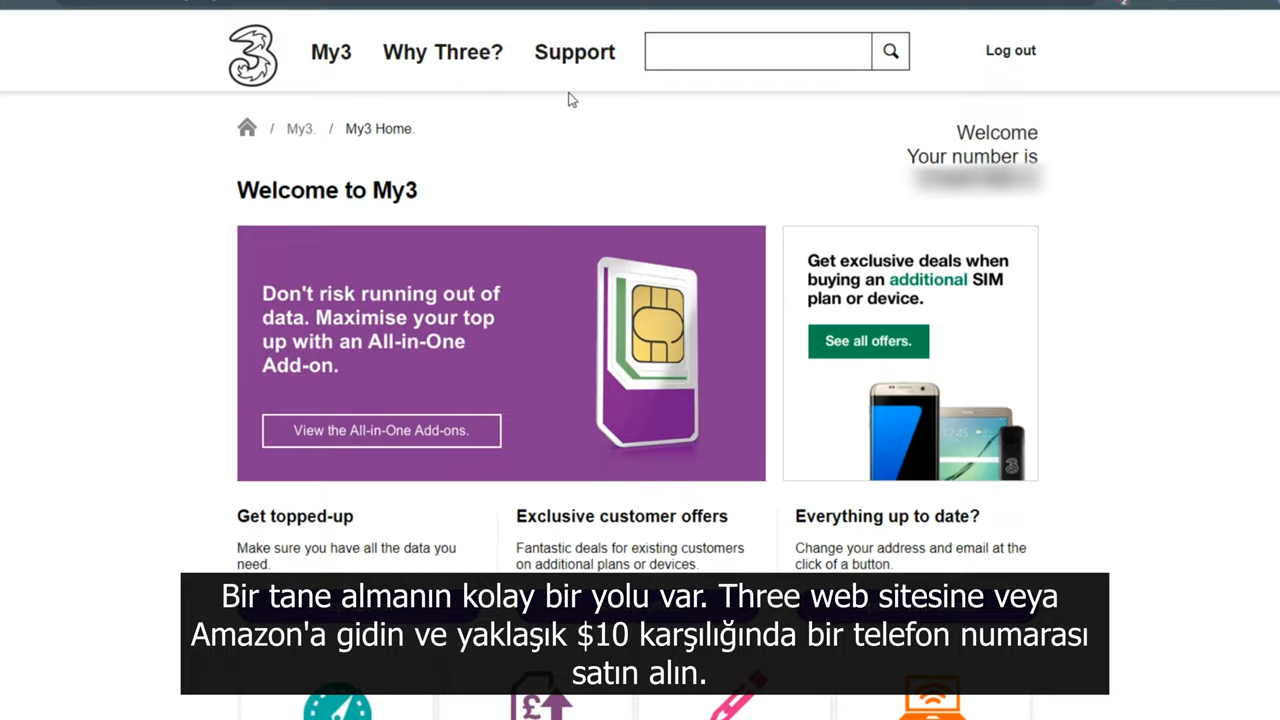 My3 Why Three? Support
Log out
/ My3. / My3 Home.
Welcome
Your number is
Welcome to My3
Don't risk running out of
data. Maximise your top
up with an All-in-One
Add-on.
View the All-in-One Add-ons.
Get exclusive deals when
buying an additional SIM
plan or device.
See all offers.
12:45
Get topped-up
Make sure you have all the data you
need.
Exclusive customer offers
Fantastic deals for existing customers
on additional plans or devices.
Everything up to date?
Change your address and email at the
click of a button.
Bir tane almanın kolay bir yolu var. Three web sitesine veya
Amazon'a gidin ve yaklaşık $10 karşılığında bir telefon numarası
satın alın.
£